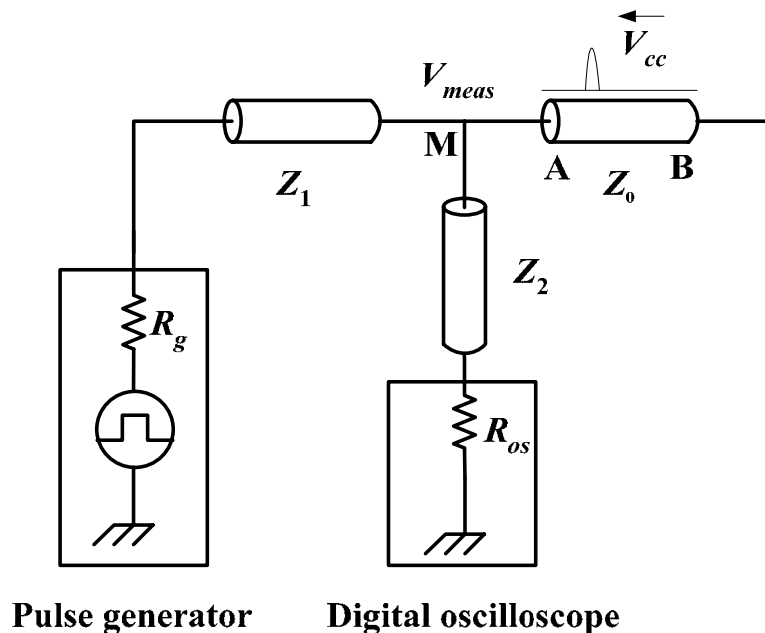 V_cc
V_meas
M
A
B
Z_1
Z_0
Z_2
R_g
R_os
Pulse generator
Digital oscilloscope